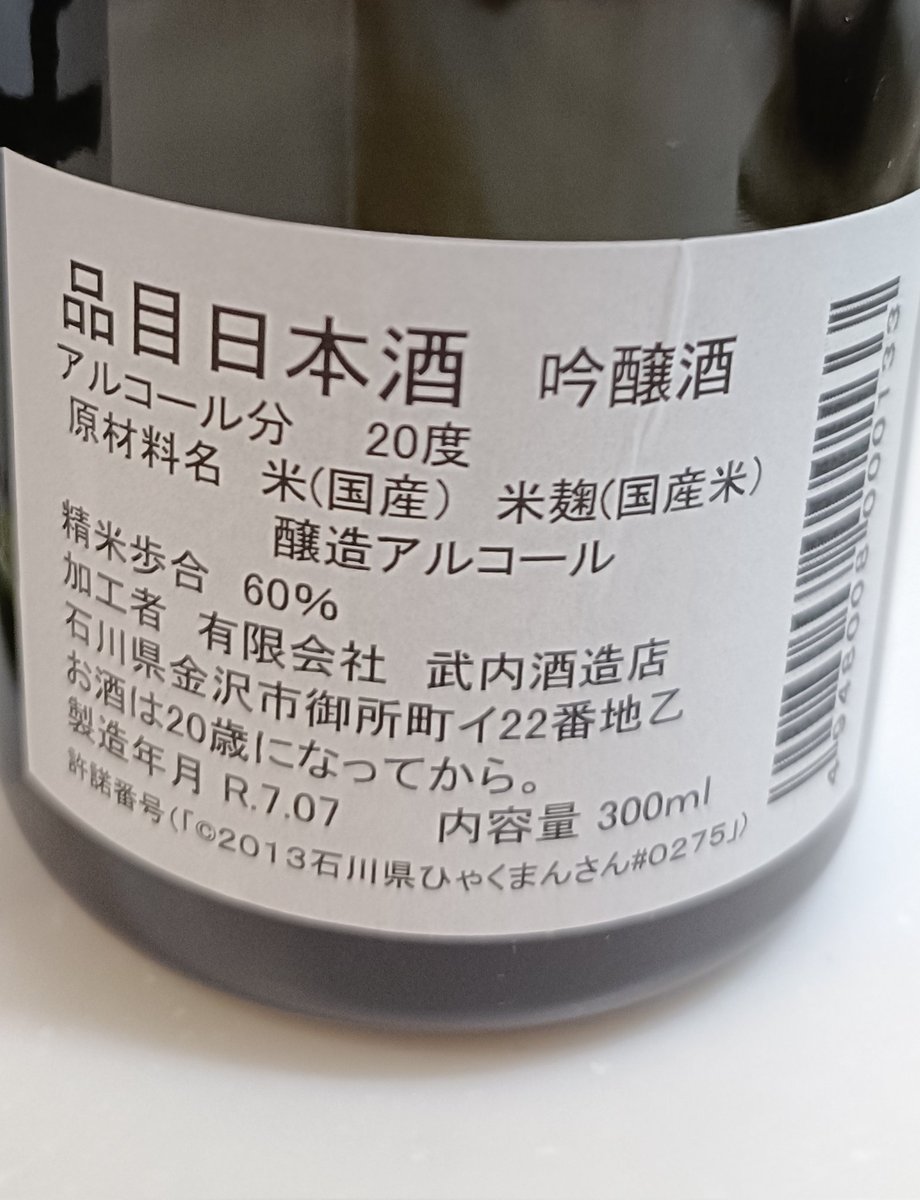 品目日本酒 吟醸酒
アルコール分 20度
原材料名 米(国産) 米麹(国産米)
醸造アルコール
精米歩合 60%
加工者 有限会社 武内酒造店
石川県金沢市御所町イ22番地乙
お酒は20歳になってから。
製造年月 R.7.07 内容量 300ml
許諾番号(「©2013石川県ひゃくまんさん#0275」)
4948008000133